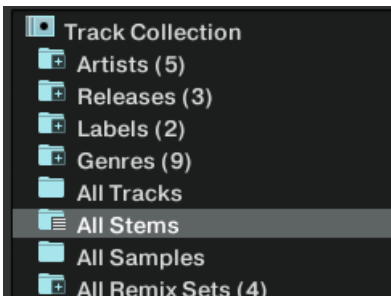 Track Collection
Artists (5)
Releases (3)
Labels (2)
Genres (9)
All Tracks
All Stems
All Samples
All Remix Sets (4)